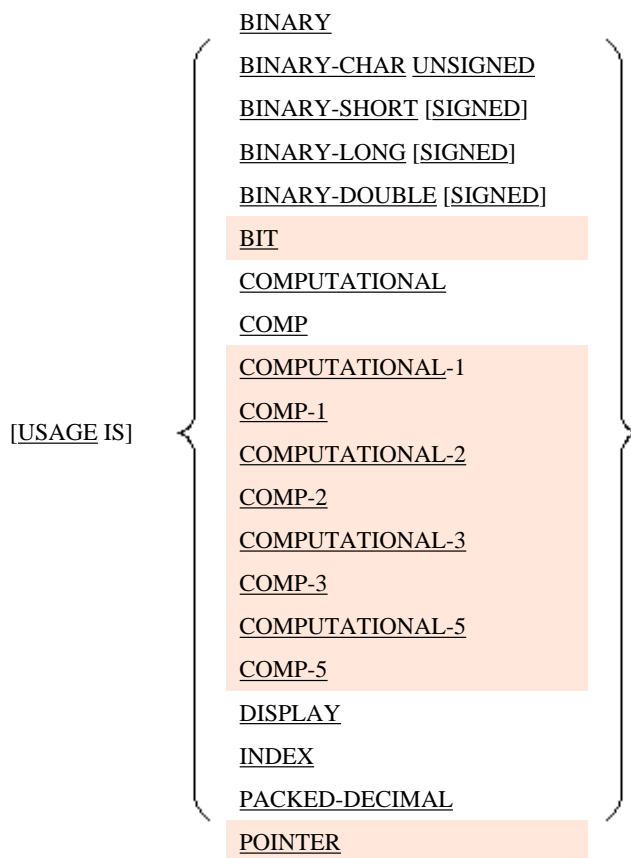 BINARY
BINARY-CHAR UNSIGNED
BINARY-SHORT [SIGNED]
BINARY-LONG [SIGNED]
BINARY-DOUBLE [SIGNED]
BIT
COMPUTATIONAL
COMP
COMPUTATIONAL-1
COMP-1
[USAGE IS]
COMPUTATIONAL-2
COMP-2
COMPUTATIONAL-3
COMP-3
COMPUTATIONAL-5
COMP-5
DISPLAY
INDEX
PACKED-DECIMAL
POINTER